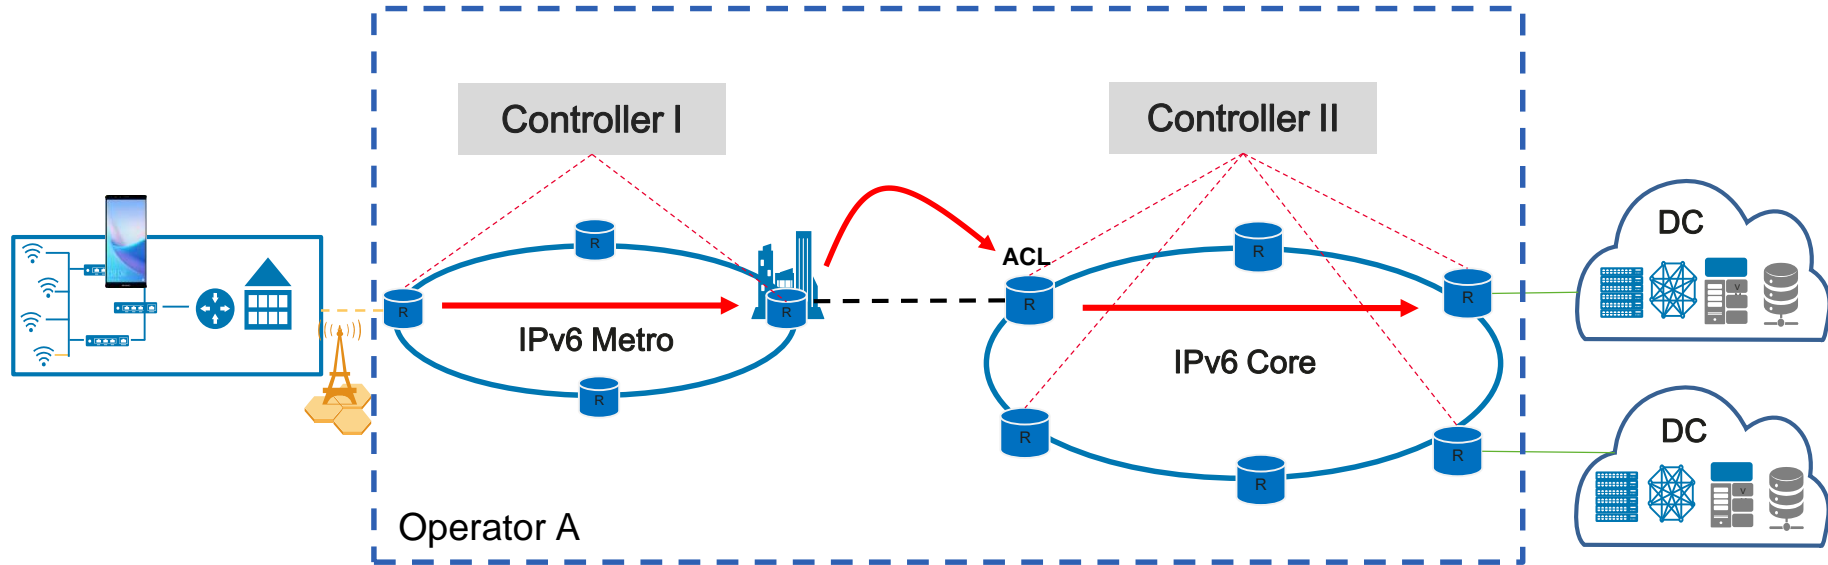 Controller I
Controller II
DC
R
R
ACL
R
R
R
R
R
V
IPv6 Metro
IPv6 Core
R
R
R
R
DC
V
Operator A